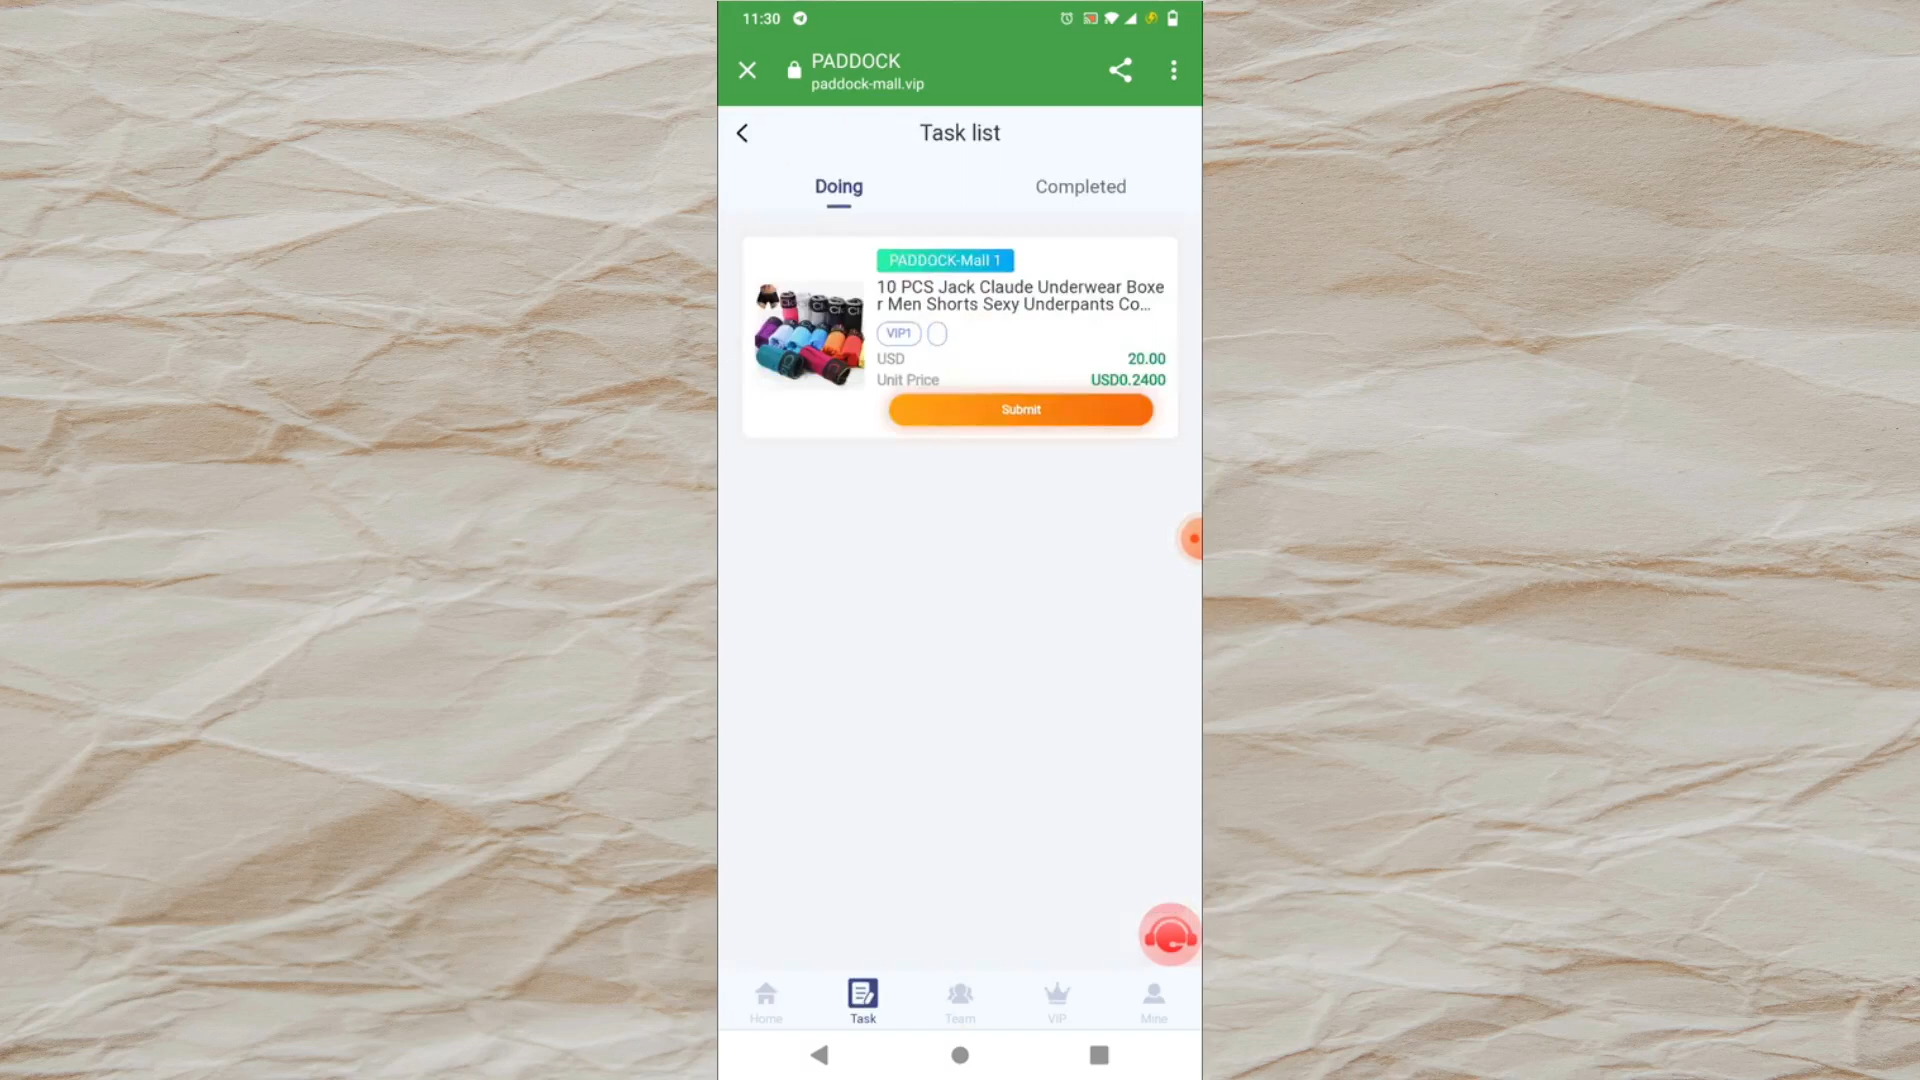 11:30
PADDOCK
paddock-mall.vip
Task list
Doing
Completed
PADDOCK-Mall 1
10 PCS Jack Claude Underwear Boxe
r Men Shorts Sexy Underpants Co...
VIP1
USD
20.00
Unit Price
USD0.2400
Submit
Home
Task
Team
VIP
Mine